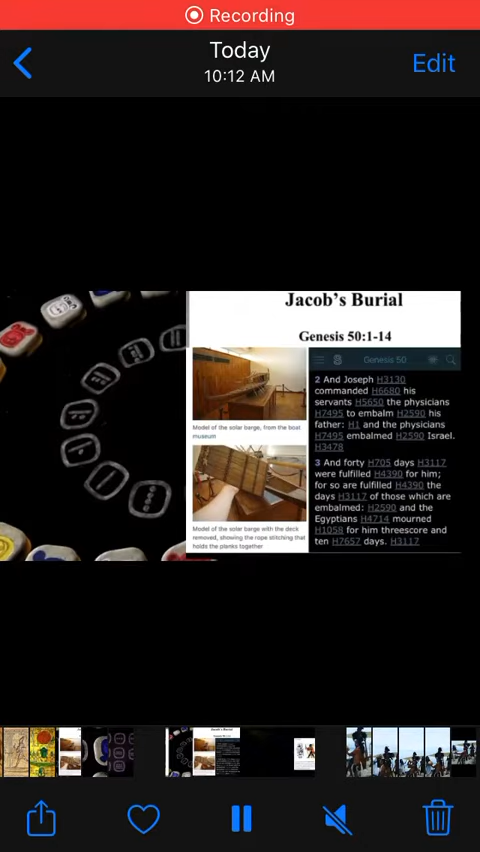 Recording
Today
10:12 AM
Edit
Jacob's Burial
Genesis 50:1-14
Genesis 50
Model of the solar barge, from the boat
museum
Model of the solar barge with the deck
removed, showing the rope stitching that
holds the planks together
2 And Joseph H3130
commanded H6680 his
servants H5650 the physicians
H7495 to embalm H2590 his
father: H1 and the physicians
H7495 embalmed H2590 Israel.
H3478
3 And forty H705 days H3117
were fulfilled H4390 for him;
for so are fulfilled H4390 the
days H3117 of those which are
embalmed: H2590 and the
Egyptians H4714 mourned
H1058 for him threescore and
ten H7657 days. H3117